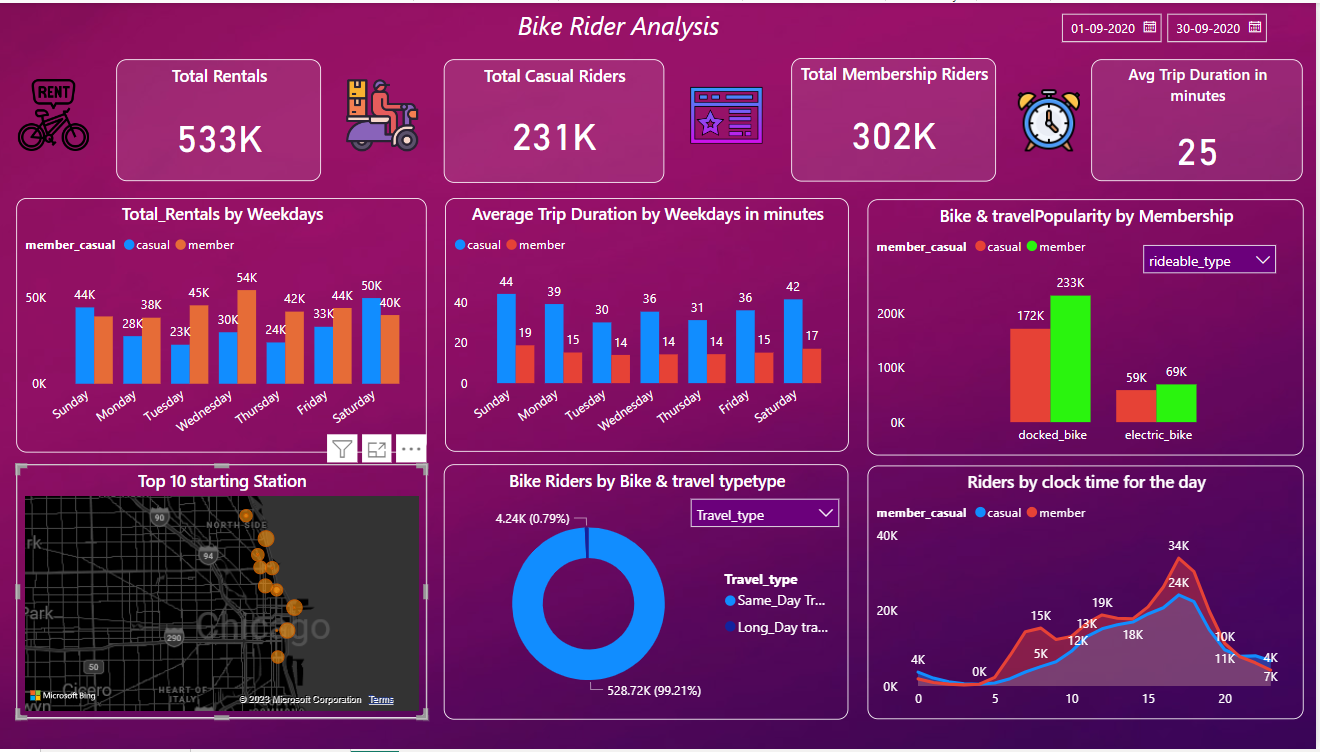 Bike Rider Analysis
01-09-2020
30-09-2020
RENT
Total Rentals
533K
Total Casual Riders
231K
Total Membership Riders
302K
Avg Trip Duration in
minutes
25
Total_Rentals by Weekdays
member_casual casual member
50K
0K
44K
28K 38K
23K 45K
30K 54K
24K 42K
33K 44K
50K 40K
Sunday Monday Tuesday Wednesday Thursday Friday Saturday
Average Trip Duration by Weekdays in minutes
casual member
40
20
0
44 19
39 15
30 14
36 14
31 14
36 15
42 17
Sunday Monday Tuesday Wednesday Thursday Friday Saturday
Bike & travelPopularity by Membership
member_casual casual member
rideable_type
200K
100K
0K
172K 233K
59K 69K
docked_bike electric_bike
Top 10 starting Station
90
NORTH SIDE
94
rk
Park
Chicago
290
50
Cicero
HEART OF
ITALY
wyn
Microsoft Bing
© 2023 Microsoft Corporation Terms
Bike Riders by Bike & travel typetype
Travel_type
4.24K (0.79%)
Travel_type
Same_Day Tr...
Long_Day tra...
528.72K (99.21%)
Riders by clock time for the day
member_casual casual member
40K
20K
0K
4K
0K
15K
5K
12K
13K
19K
18K
34K
24K
10K
11K
4K
7K
0 5 10 15 20